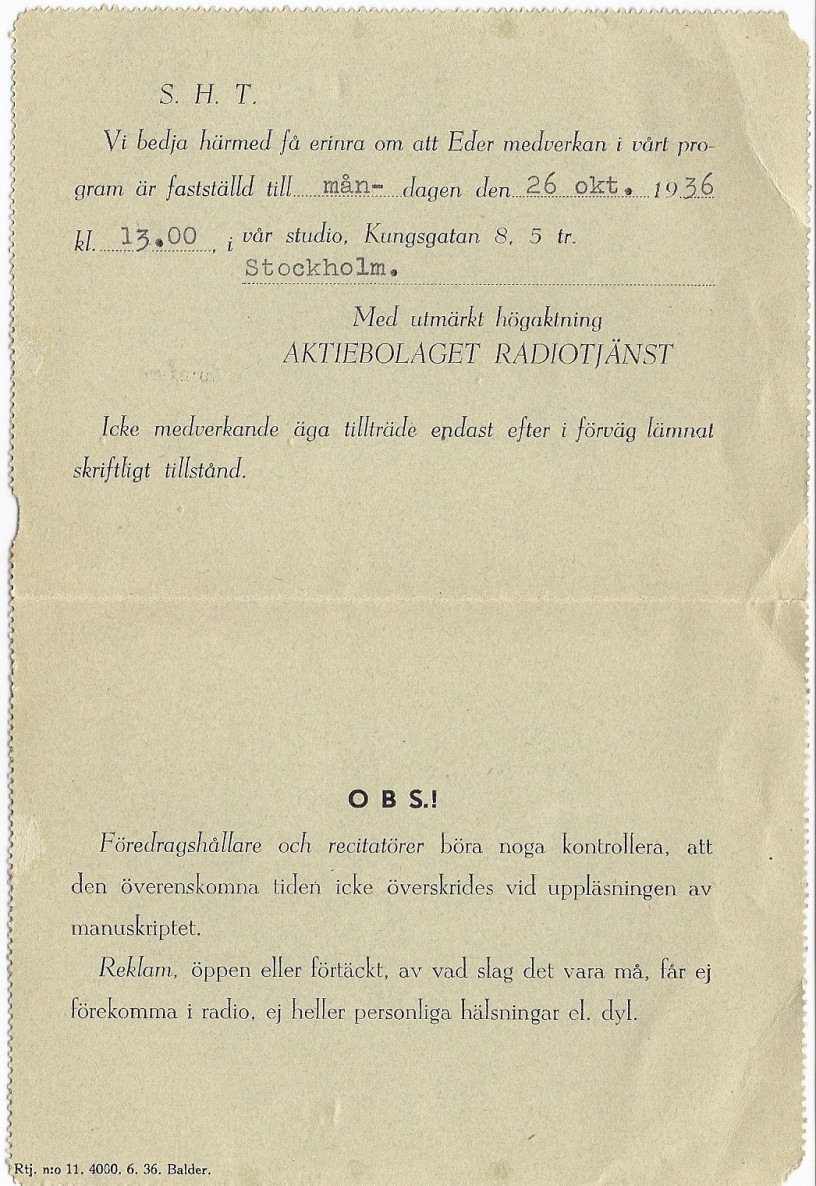 S. H. T.
Vi bedja härmed få erinra om att Eder medverkan i vårt pro-
gram är fastställd till mån- dagen den 26 okt. 1936
kl. 13.00, i vår studio, Kungsgatan 8, 5 tr.
Stockholm.
Med utmärkt högaktning
AKTIEBOLAGET RADIOTJÄNST
Icke medverkande äga tillträde endast efter i förväg lämnat
skriftligt tillstånd.
OBS.!
Föredragshållare och recitatörer böra noga kontrollera, att
den överenskomna tiden icke överskrides vid uppläsningen av
manuskriptet.
Reklam, öppen eller förtäckt, av vad slag det vara må, får ej
förekomma i radio, ej heller personliga hälsningar el. dyl.
Rtj. n:o 11. 4000. 6. 36. Balder.